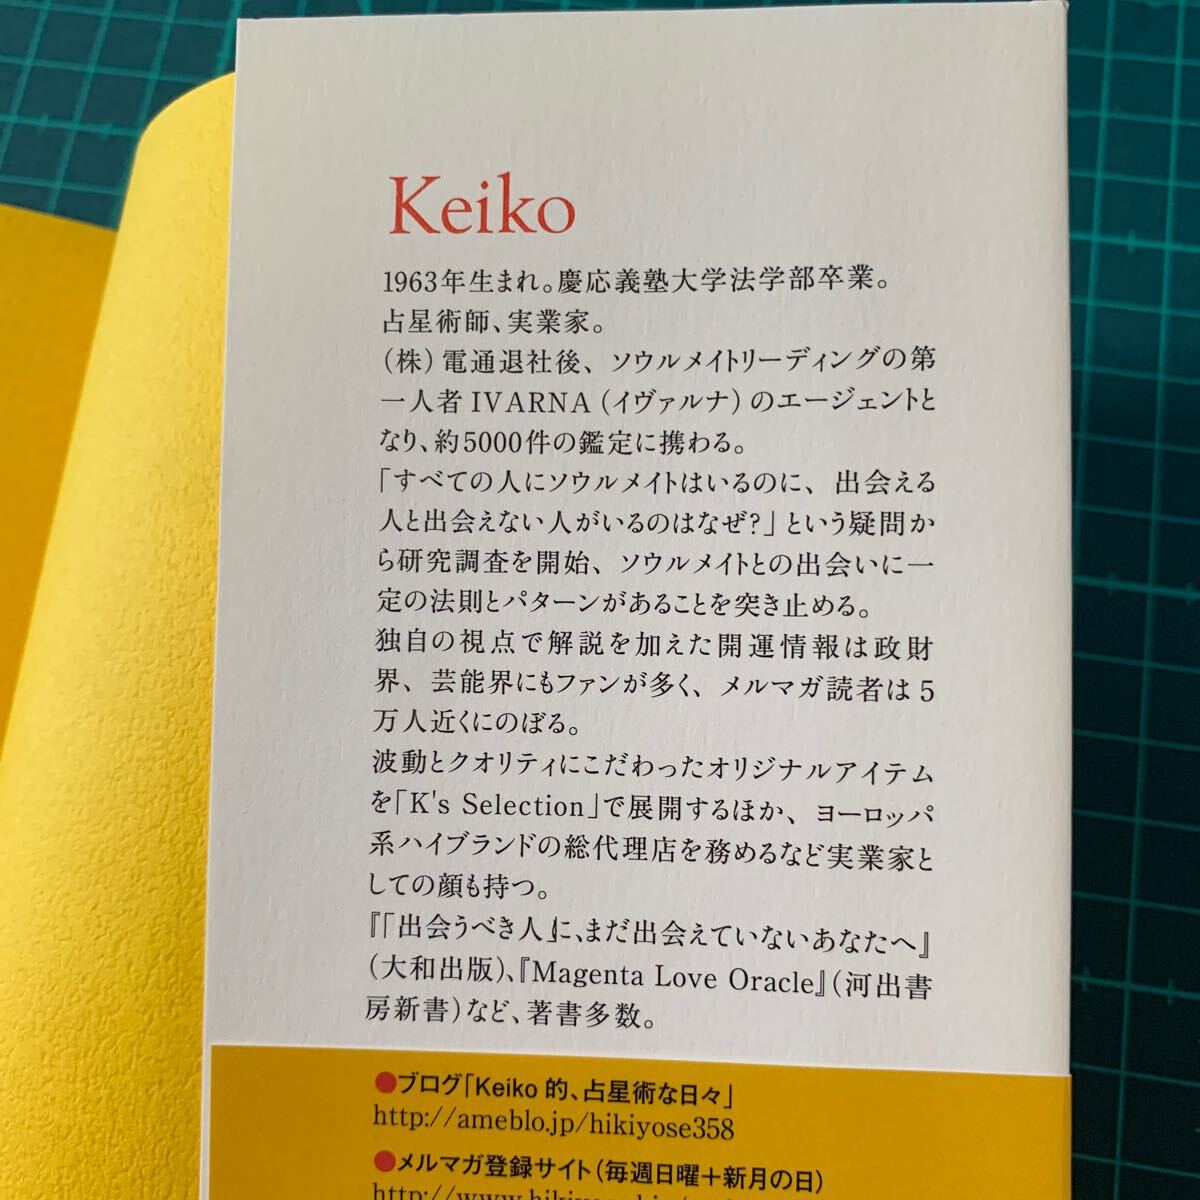 Keiko
1963年生まれ。慶応義塾大学法学部卒業。
占星術師、実業家。
（株）電通退社後、ソウルメイトリーディングの第
一人者IVARNA（イヴァルナ）のエージェントと
なり、約5000件の鑑定に携わる。
「すべての人にソウルメイトはいるのに、出会える
人と出会えない人がいるのはなぜ?」という疑問か
ら研究調査を開始、ソウルメイトとの出会いに一
定の法則とパターンがあることを突き止める。
独自の視点で解説を加えた開運情報は政財
界、芸能界にもファンが多く、メルマガ読者は5
万人近くにのぼる。
波動とクオリティにこだわったオリジナルアイテム
を「K's Selection」で展開するほか、ヨーロッパ
系ハイブランドの総代理店を務めるなど実業家と
しての顔も持つ。
『「出会うべき人」に、まだ出会えていないあなたへ』
（大和出版）、『Magenta Love Oracle』（河出書
房新書）など、著書多数。
●ブログ「Keiko的、占星術な日々」
http://ameblo.jp/hikiyose358
●メルマガ登録サイト（毎週日曜＋新月の日）